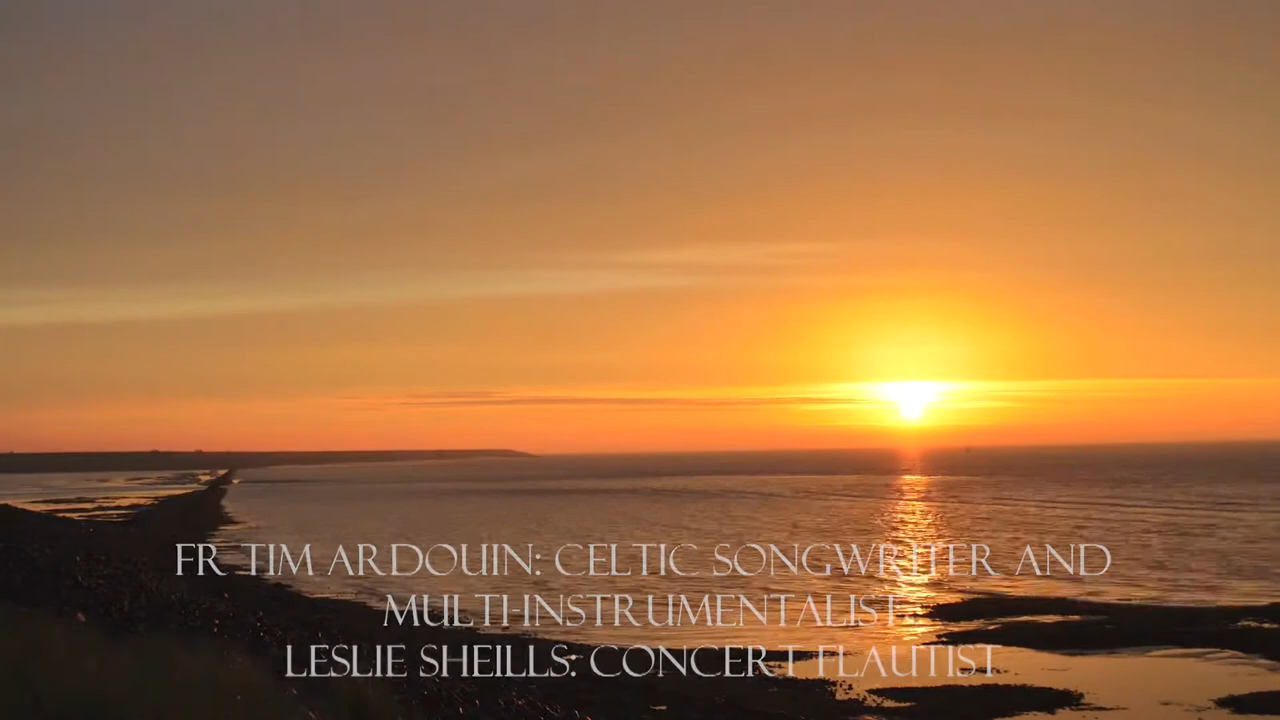 FR TIM ARDOUIN: CELTIC SONGWRITER AND
MULTI-INSTRUMENTALIST.
LESLIE SHEILLS: CONCERT FLAUTIST